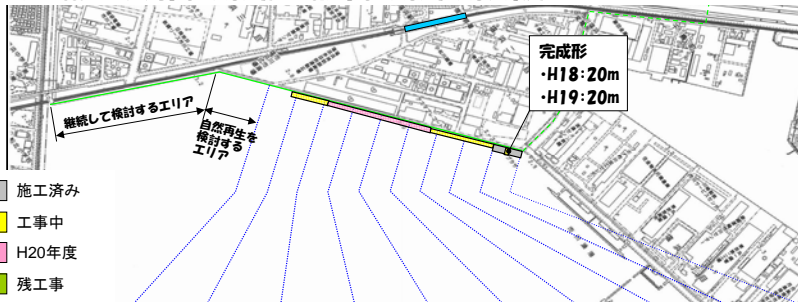 完成形
・H18：20m
・H19：20m
継続して検討するエリア
自然再生を
検討する
エリア
施工済み
工事中
H20年度
残工事